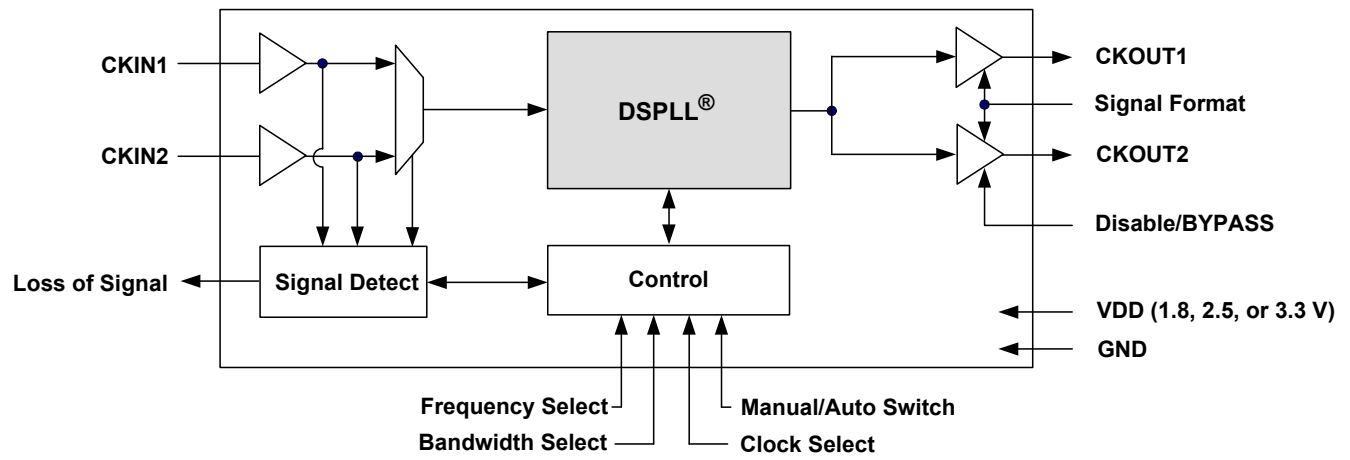 CKIN1
CKIN2
DSPLL®
CKOUT1
Signal Format
CKOUT2
Disable/BYPASS
Loss of Signal
Signal Detect
Control
VDD (1.8, 2.5, or 3.3 V)
GND
Frequency Select
Manual/Auto Switch
Bandwidth Select
Clock Select